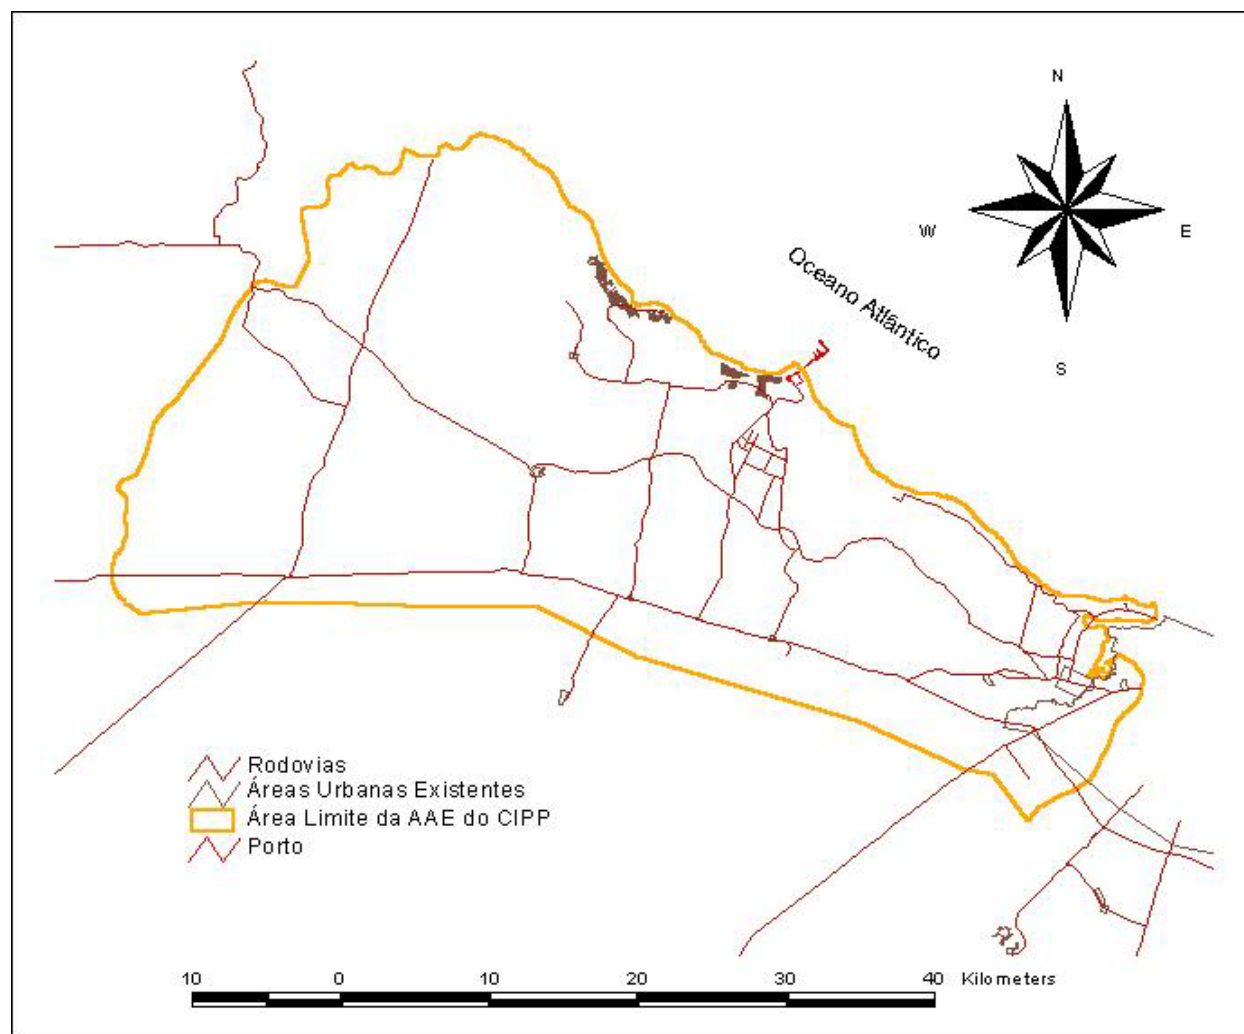 N
W
E
S
Oceano Atlântico
Rodovias
Áreas Urbanas Existentes
Área Limite da AAE do CIPP
Porto
10 0 10 20 30 40 Kilometers